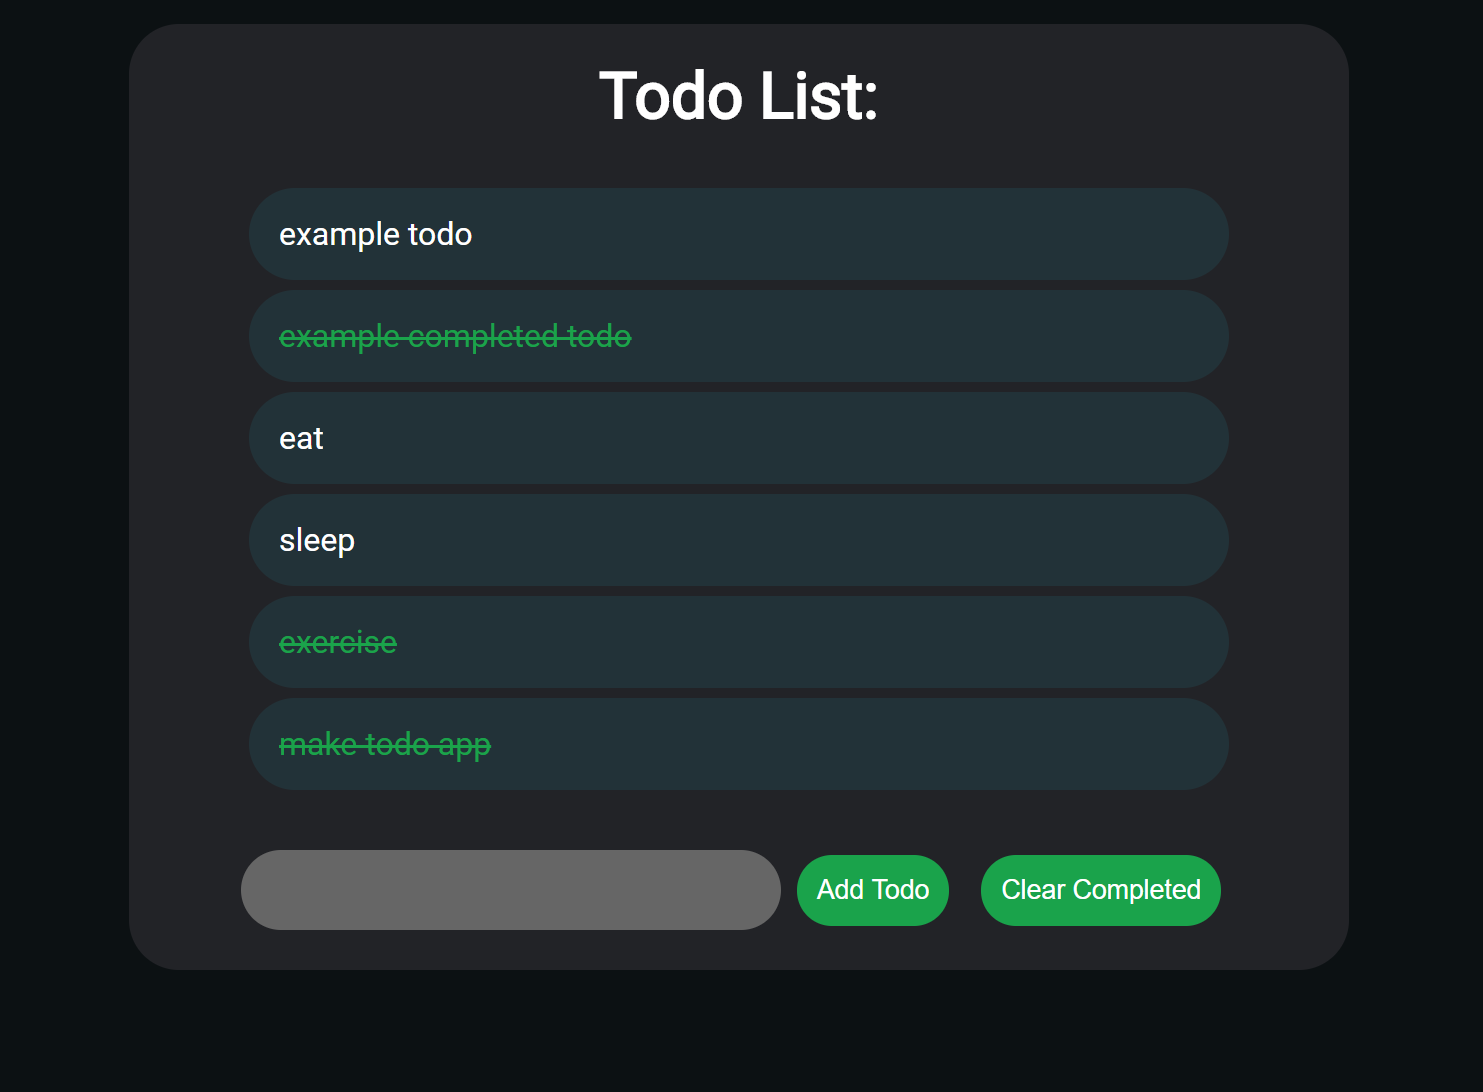 Todo List:
example todo
example completed todo
eat
sleep
exercise
make todo app
Add Todo
Clear Completed